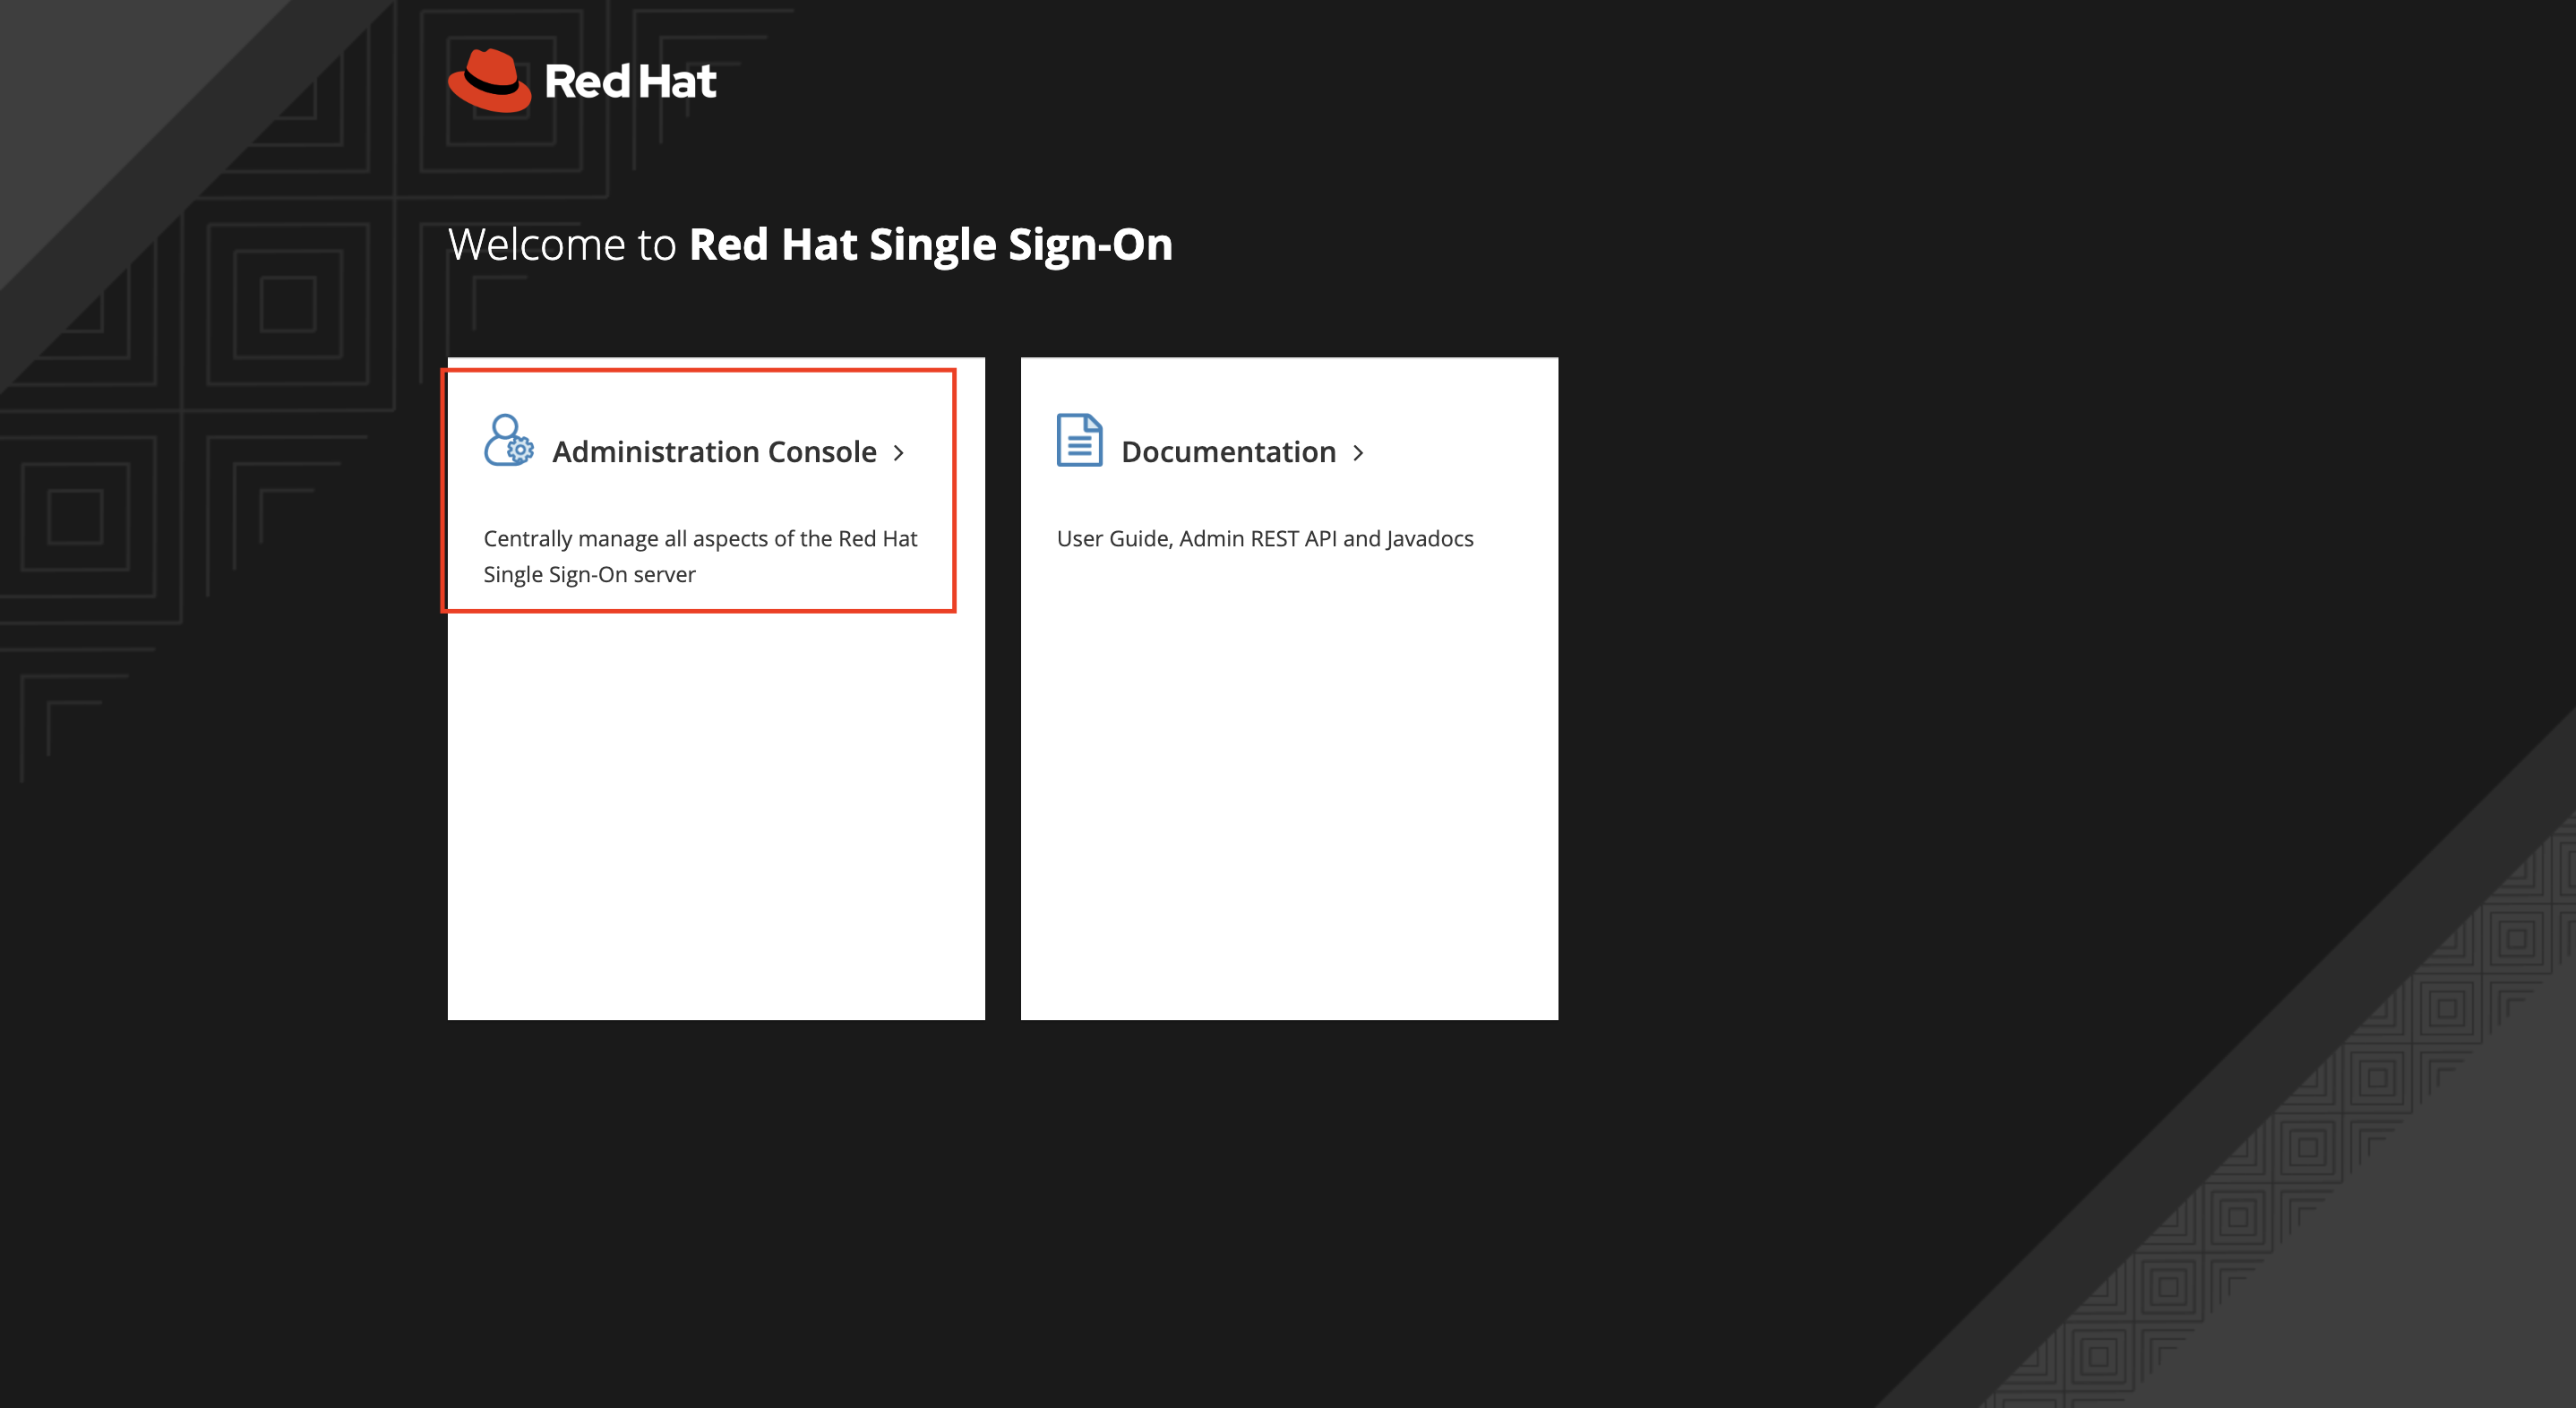 Red Hat
Welcome to Red Hat Single Sign-On
Administration Console
Centrally manage all aspects of the Red Hat
Single Sign-On server
Documentation
User Guide, Admin REST API and Javadocs